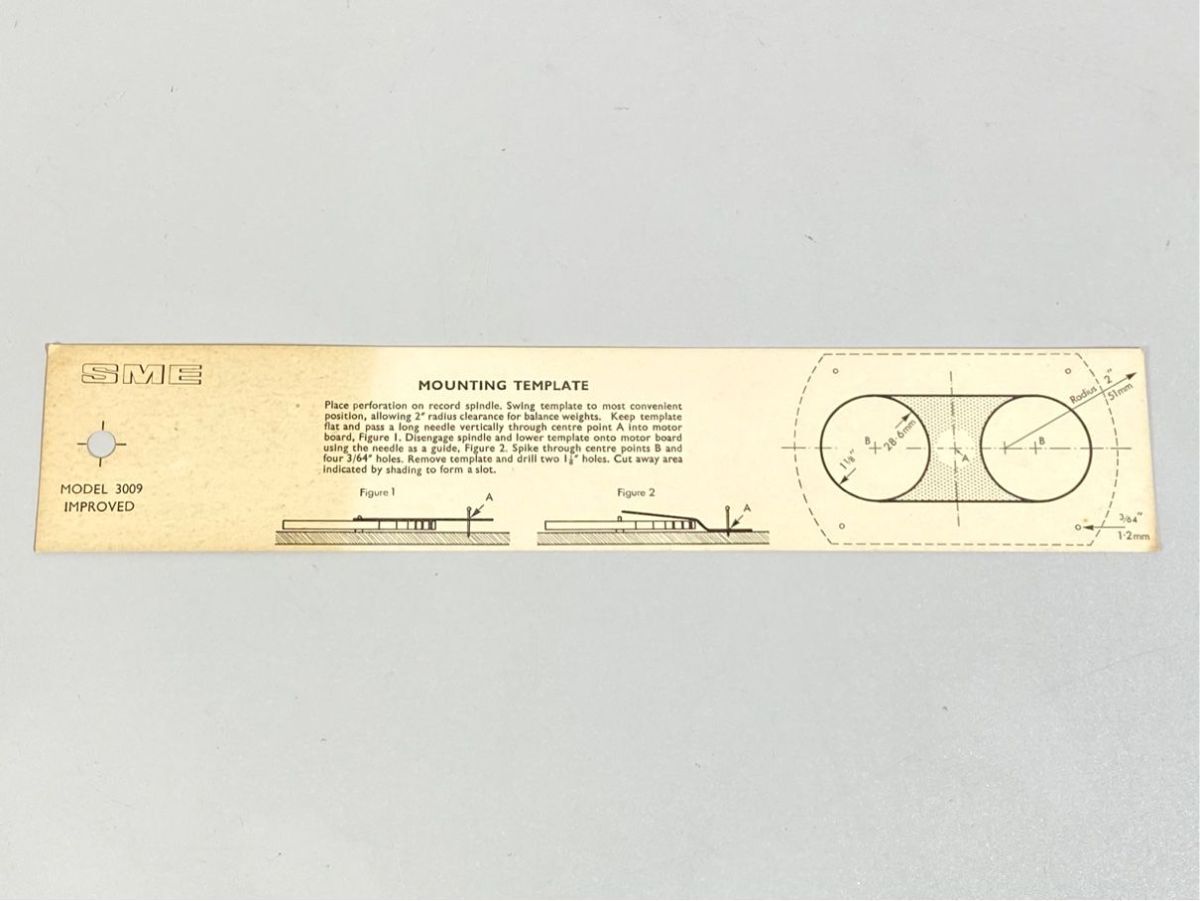 SME
MODEL 3009
IMPROVED
MOUNTING TEMPLATE
Place perforation on record spindle. Swing template to most convenient
position, allowing 2" radius clearance for balance weights. Keep template
flat and pass a long needle vertically through centre point A into motor
board, Figure 1. Disengage spindle and lower template onto motor board
using the needle as a guide, Figure 2. Spike through centre points B and
four 3/64" holes. Remove template and drill two 1⅛" holes. Cut away area
indicated by shading to form a slot.
Figure 1
A
Figure 2
A
B
1⅛"
28·6mm
A
B
Radius 2"
51mm
3/64"
1·2mm